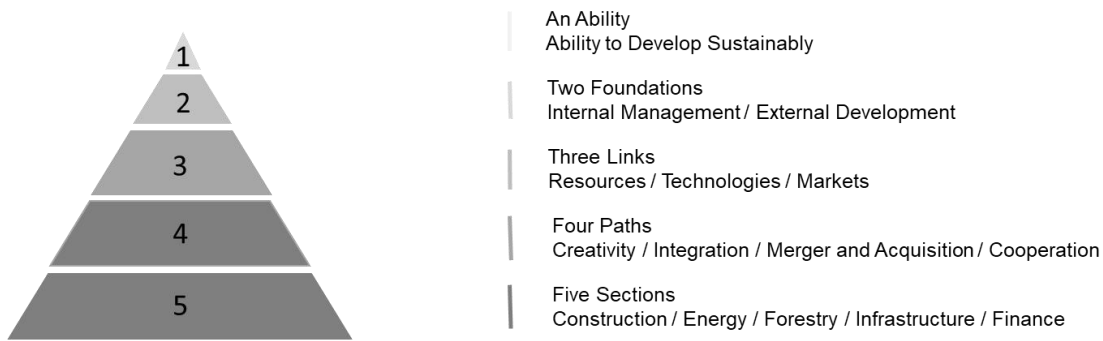 1
An Ability
Ability to Develop Sustainably
2
Two Foundations
Internal Management / External Development
3
Three Links
Resources / Technologies / Markets
4
Four Paths
Creativity / Integration / Merger and Acquisition / Cooperation
5
Five Sections
Construction / Energy / Forestry / Infrastructure / Finance